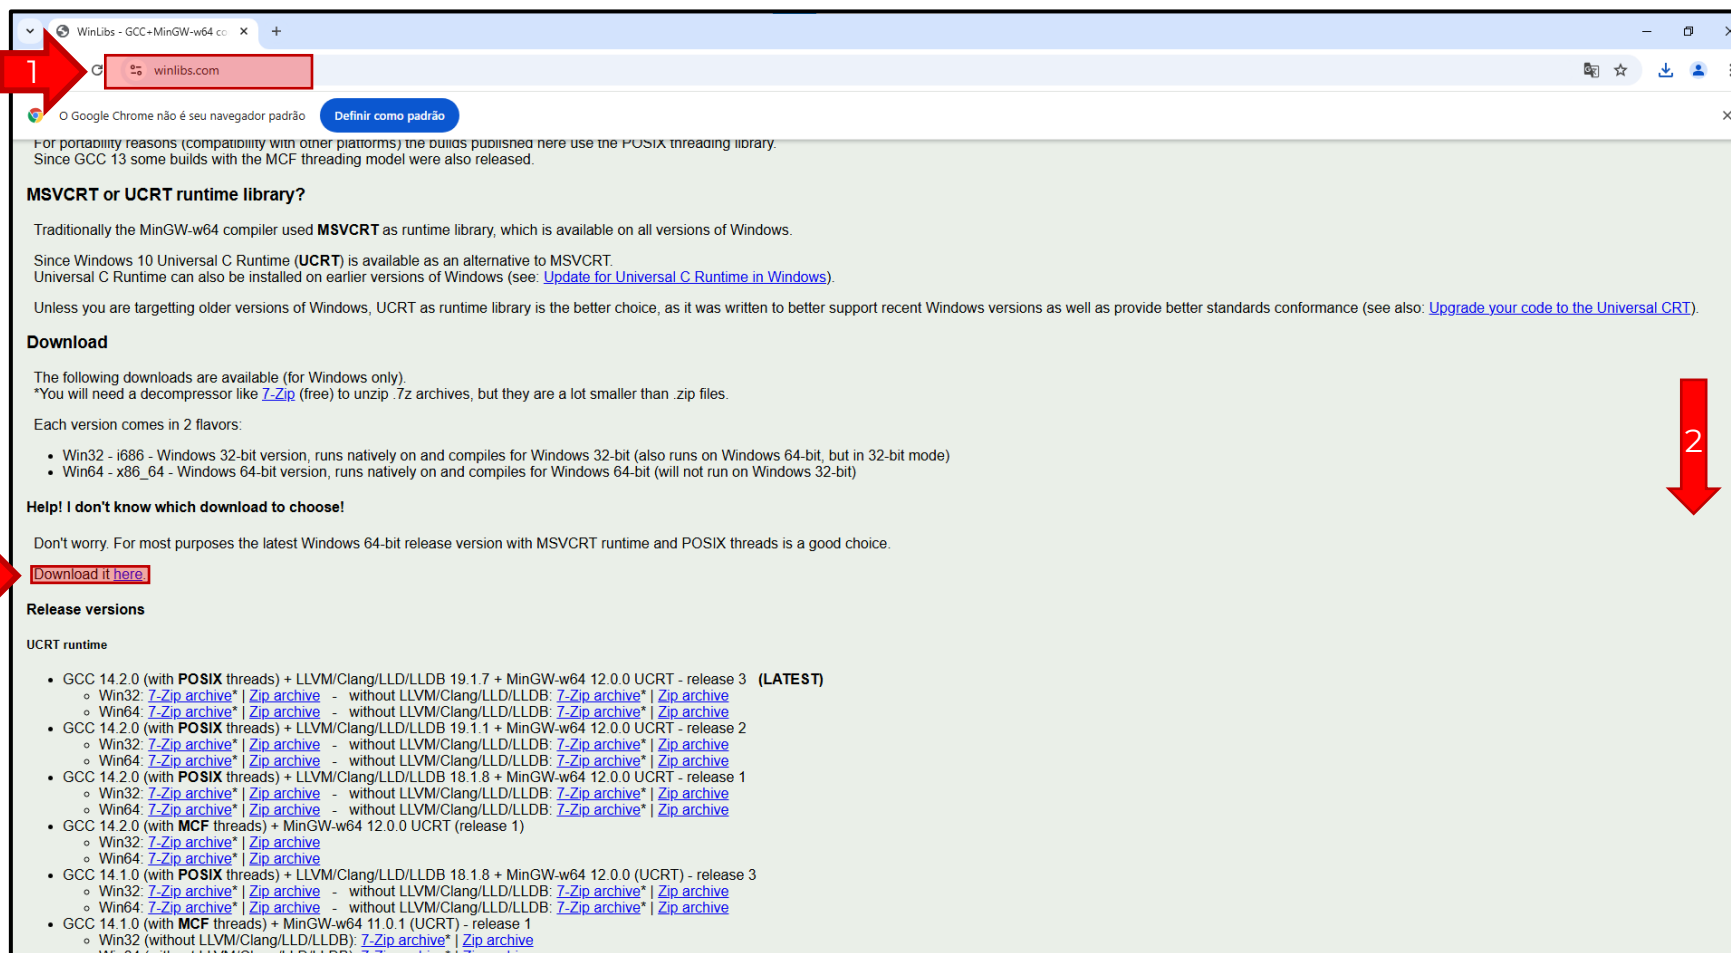 WinLibs - GCC+MinGW-w64 co
1
winlibs.com
O Google Chrome não é seu navegador padrão
Definir como padrão
For portability reasons (compatibility with other platforms) the builds published here use the POSIX threading library.
Since GCC 13 some builds with the MCF threading model were also released.
MSVCRT or UCRT runtime library?
Traditionally the MinGW-w64 compiler used MSVCRT as runtime library, which is available on all versions of Windows.
Since Windows 10 Universal C Runtime (UCRT) is available as an alternative to MSVCRT.
Universal C Runtime can also be installed on earlier versions of Windows (see: Update for Universal C Runtime in Windows).
Unless you are targetting older versions of Windows, UCRT as runtime library is the better choice, as it was written to better support recent Windows versions as well as provide better standards conformance (see also: Upgrade your code to the Universal CRT).
Download
The following downloads are available (for Windows only).
*You will need a decompressor like 7-Zip (free) to unzip .7z archives, but they are a lot smaller than .zip files.
Each version comes in 2 flavors:
• Win32 - i686 - Windows 32-bit version, runs natively on and compiles for Windows 32-bit (also runs on Windows 64-bit, but in 32-bit mode)
• Win64 - x86_64 - Windows 64-bit version, runs natively on and compiles for Windows 64-bit (will not run on Windows 32-bit)
2
Help! I don't know which download to choose!
Don't worry. For most purposes the latest Windows 64-bit release version with MSVCRT runtime and POSIX threads is a good choice.
Download it here.
Release versions
UCRT runtime
• GCC 14.2.0 (with POSIX threads) + LLVM/Clang/LLD/LLDB 19.1.7 + MinGW-w64 12.0.0 UCRT - release 3 (LATEST)
◦ Win32: 7-Zip archive* | Zip archive - without LLVM/Clang/LLD/LLDB: 7-Zip archive* | Zip archive
◦ Win64: 7-Zip archive* | Zip archive - without LLVM/Clang/LLD/LLDB: 7-Zip archive* | Zip archive
• GCC 14.2.0 (with POSIX threads) + LLVM/Clang/LLD/LLDB 19.1.1 + MinGW-w64 12.0.0 UCRT - release 2
◦ Win32: 7-Zip archive* | Zip archive - without LLVM/Clang/LLD/LLDB: 7-Zip archive* | Zip archive
◦ Win64: 7-Zip archive* | Zip archive - without LLVM/Clang/LLD/LLDB: 7-Zip archive* | Zip archive
• GCC 14.2.0 (with POSIX threads) + LLVM/Clang/LLD/LLDB 18.1.8 + MinGW-w64 12.0.0 UCRT - release 1
◦ Win32: 7-Zip archive* | Zip archive - without LLVM/Clang/LLD/LLDB: 7-Zip archive* | Zip archive
◦ Win64: 7-Zip archive* | Zip archive - without LLVM/Clang/LLD/LLDB: 7-Zip archive* | Zip archive
• GCC 14.2.0 (with MCF threads) + MinGW-w64 12.0.0 UCRT (release 1)
◦ Win32: 7-Zip archive* | Zip archive
◦ Win64: 7-Zip archive* | Zip archive
• GCC 14.1.0 (with POSIX threads) + LLVM/Clang/LLD/LLDB 18.1.8 + MinGW-w64 12.0.0 (UCRT) - release 3
◦ Win32: 7-Zip archive* | Zip archive - without LLVM/Clang/LLD/LLDB: 7-Zip archive* | Zip archive
◦ Win64: 7-Zip archive* | Zip archive - without LLVM/Clang/LLD/LLDB: 7-Zip archive* | Zip archive
• GCC 14.1.0 (with MCF threads) + MinGW-w64 11.0.1 (UCRT) - release 1
◦ Win32 (without LLVM/Clang/LLD/LLDB): 7-Zip archive* | Zip archive